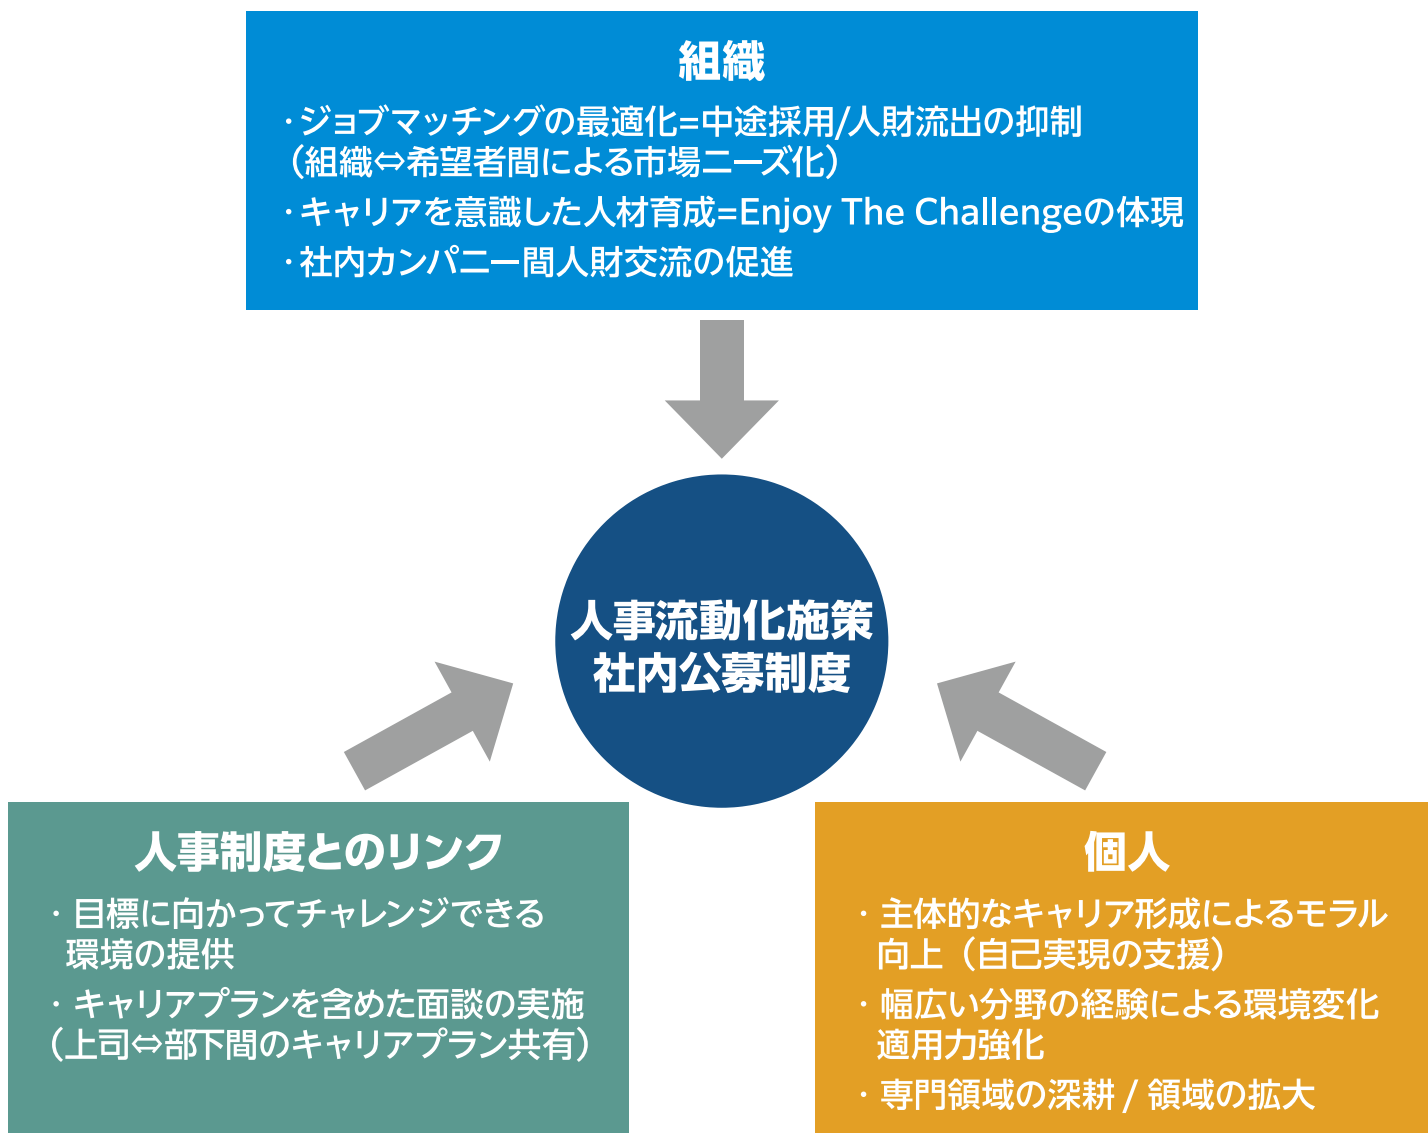 組織
・ジョブマッチングの最適化=中途採用/人財流出の抑制
（組織⇔希望者間による市場ニーズ化）
・キャリアを意識した人材育成=Enjoy The Challengeの体現
・社内カンパニー間人財交流の促進
人事流動化施策
社内公募制度
人事制度とのリンク
・目標に向かってチャレンジできる
環境の提供
・キャリアプランを含めた面談の実施
（上司⇔部下間のキャリアプラン共有）
個人
・主体的なキャリア形成によるモラル
向上（自己実現の支援）
・幅広い分野の経験による環境変化
適用力強化
・専門領域の深耕 / 領域の拡大